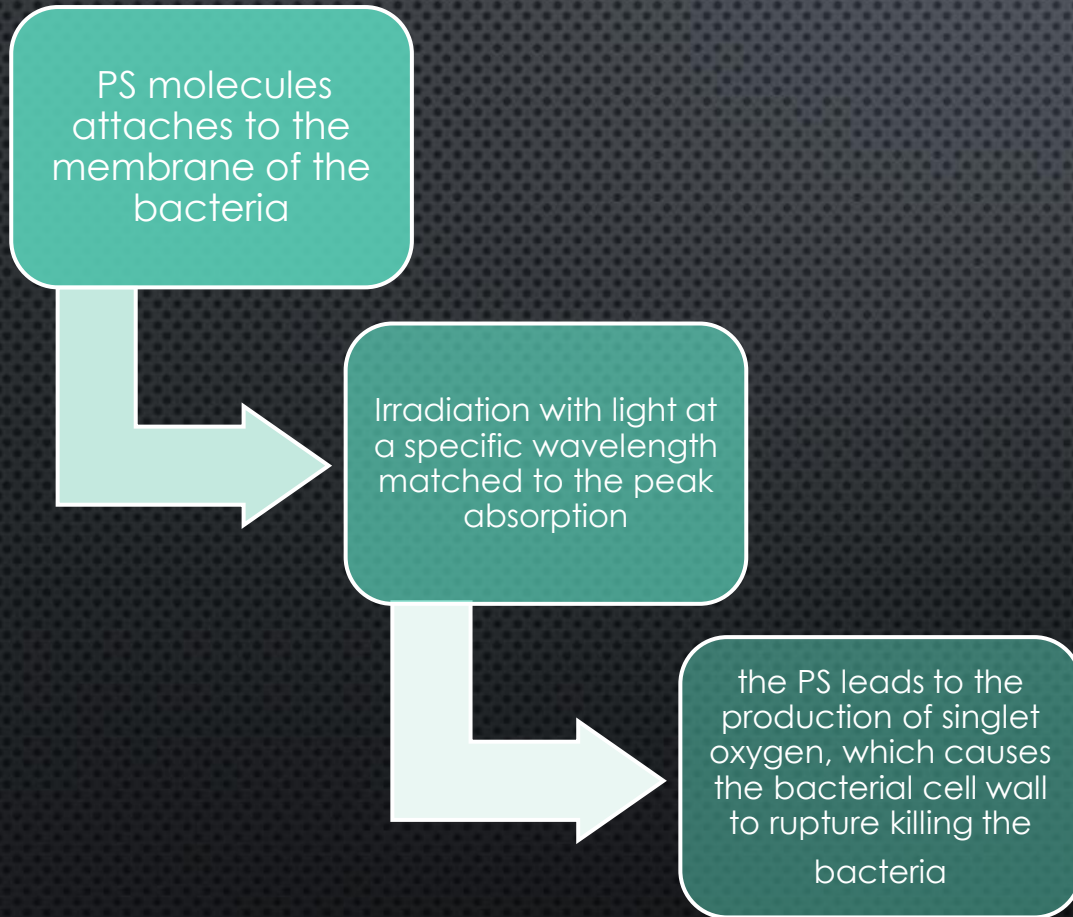 PS molecules
attaches to the
membrane of the
bacteria
Irradiation with light at
a specific wavelength
matched to the peak
absorption
the PS leads to the
production of singlet
oxygen, which causes
the bacterial cell wall
to rupture killing the
bacteria